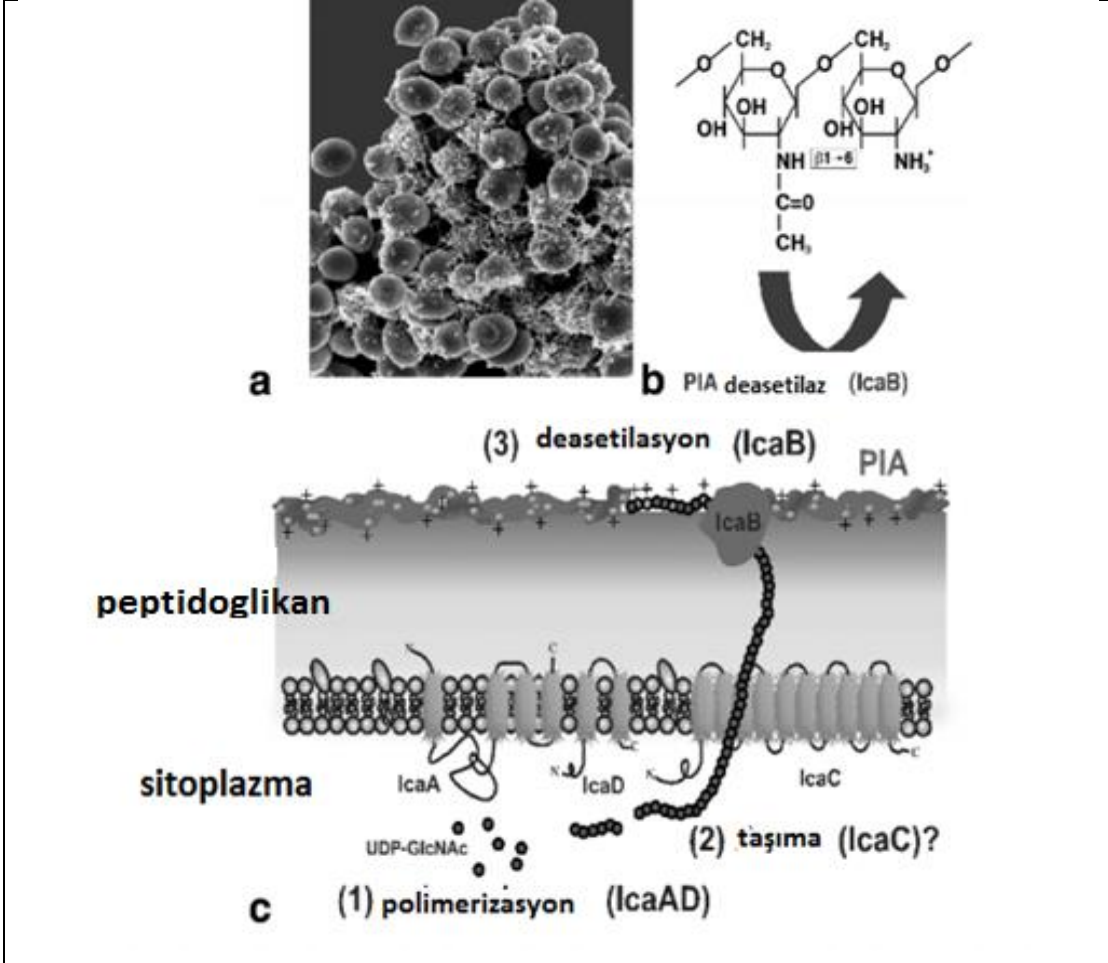 CH₂ CH₂
O O O O O
OH OH
OH OH
NH β1→6 NH₃⁺
C=0
CH₃
a
b PIA deasetilaz (IcaB)
(3) deasetilasyon (IcaB)
PIA
IcaB
peptidoglikan
N C
sitoplazma
IcaA N IcaD C N IcaC C
UDP-GlcNAc
(2) taşıma (IcaC)?
c (1) polimerizasyon (IcaAD)